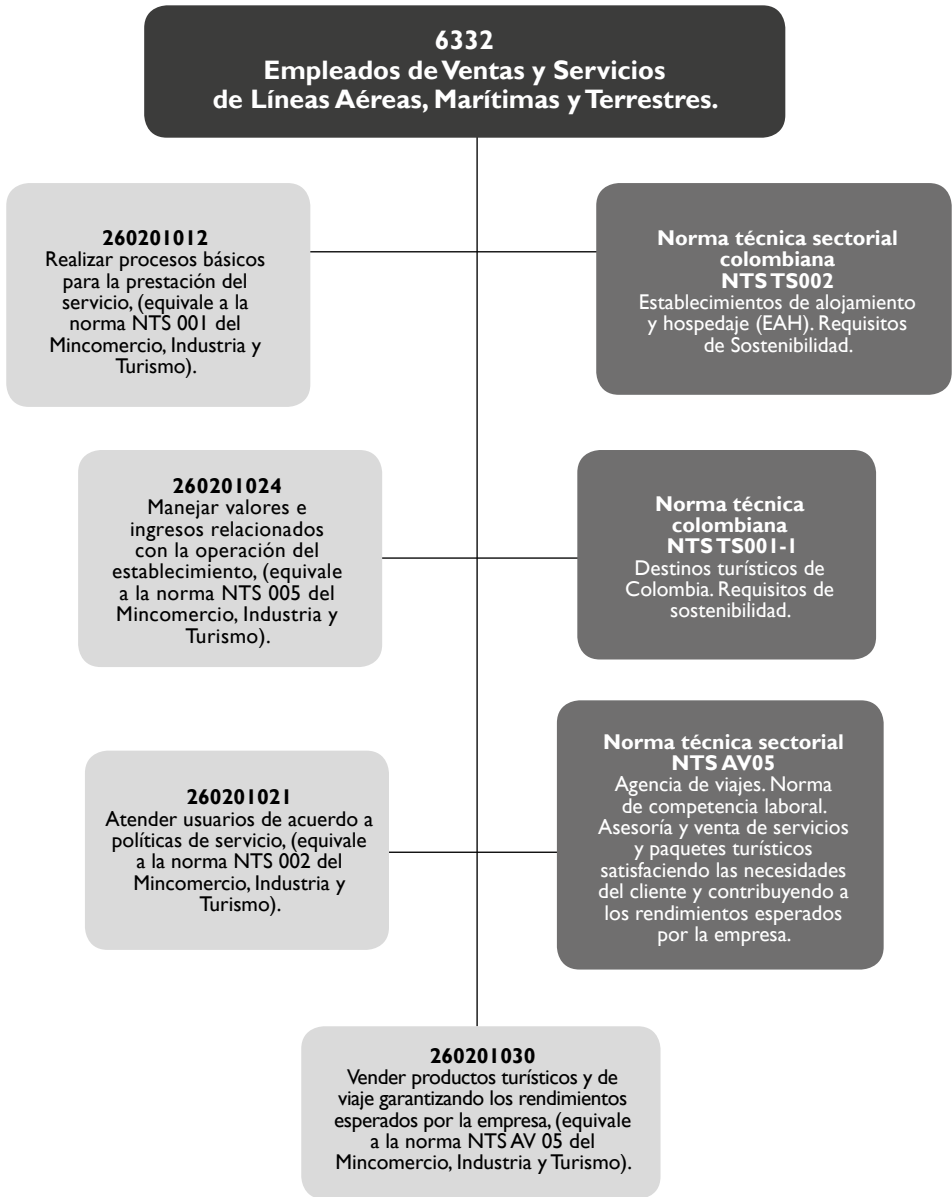 6332
Empleados de Ventas y Servicios
de Líneas Aéreas, Marítimas y Terrestres.
260201012
Realizar procesos básicos
para la prestación del
servicio, (equivale a la
norma NTS 001 del
Mincomercio, Industria y
Turismo).
Norma técnica sectorial
colombiana
NTS TS002
Establecimientos de alojamiento
y hospedaje (EAH). Requisitos
de Sostenibilidad.
260201024
Manejar valores e
ingresos relacionados
con la operación del
establecimiento, (equivale
a la norma NTS 005 del
Mincomercio, Industria y
Turismo).
Norma técnica
colombiana
NTS TS001-1
Destinos turísticos de
Colombia. Requisitos de
sostenibilidad.
260201021
Atender usuarios de acuerdo a
políticas de servicio, (equivale
a la norma NTS 002 del
Mincomercio, Industria y
Turismo).
Norma técnica sectorial
NTS AV05
Agencia de viajes. Norma
de competencia laboral.
Asesoría y venta de servicios
y paquetes turísticos
satisfaciendo las necesidades
del cliente y contribuyendo a
los rendimientos esperados
por la empresa.
260201030
Vender productos turísticos y de
viaje garantizando los rendimientos
esperados por la empresa, (equivale
a la norma NTS AV 05 del
Mincomercio, Industria y Turismo).